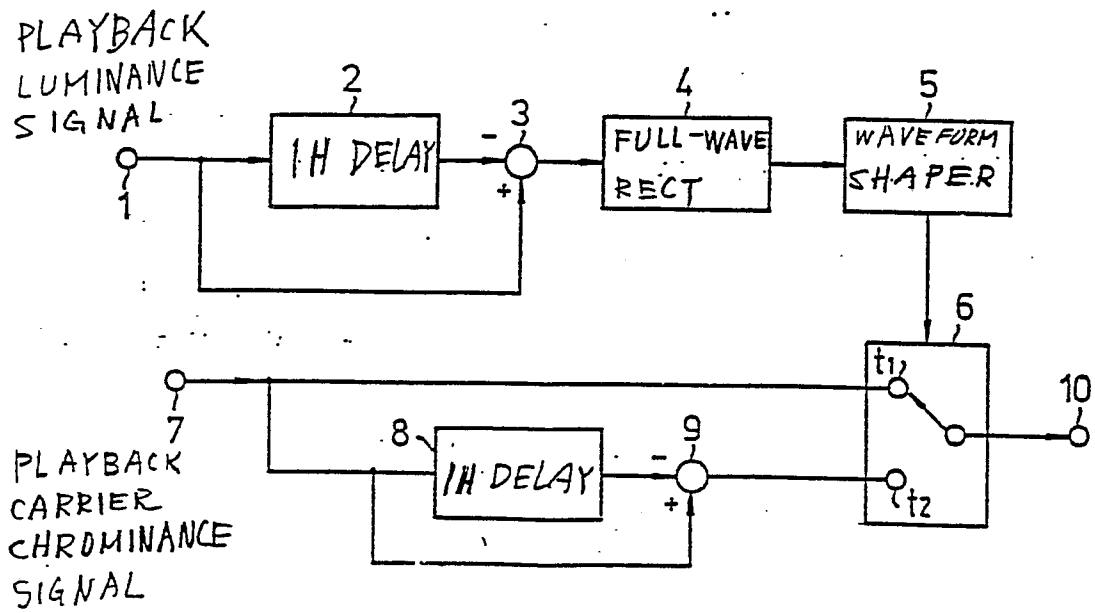 PLAYBACK
LUMINANCE
SIGNAL
1
2
1H DELAY
-
+
3
4
FULL-WAVE
RECT
5
WAVEFORM
SHAPER
6
t1
t2
10
7
PLAYBACK
CARRIER
CHROMINANCE
SIGNAL
8
1H DELAY
-
+
9